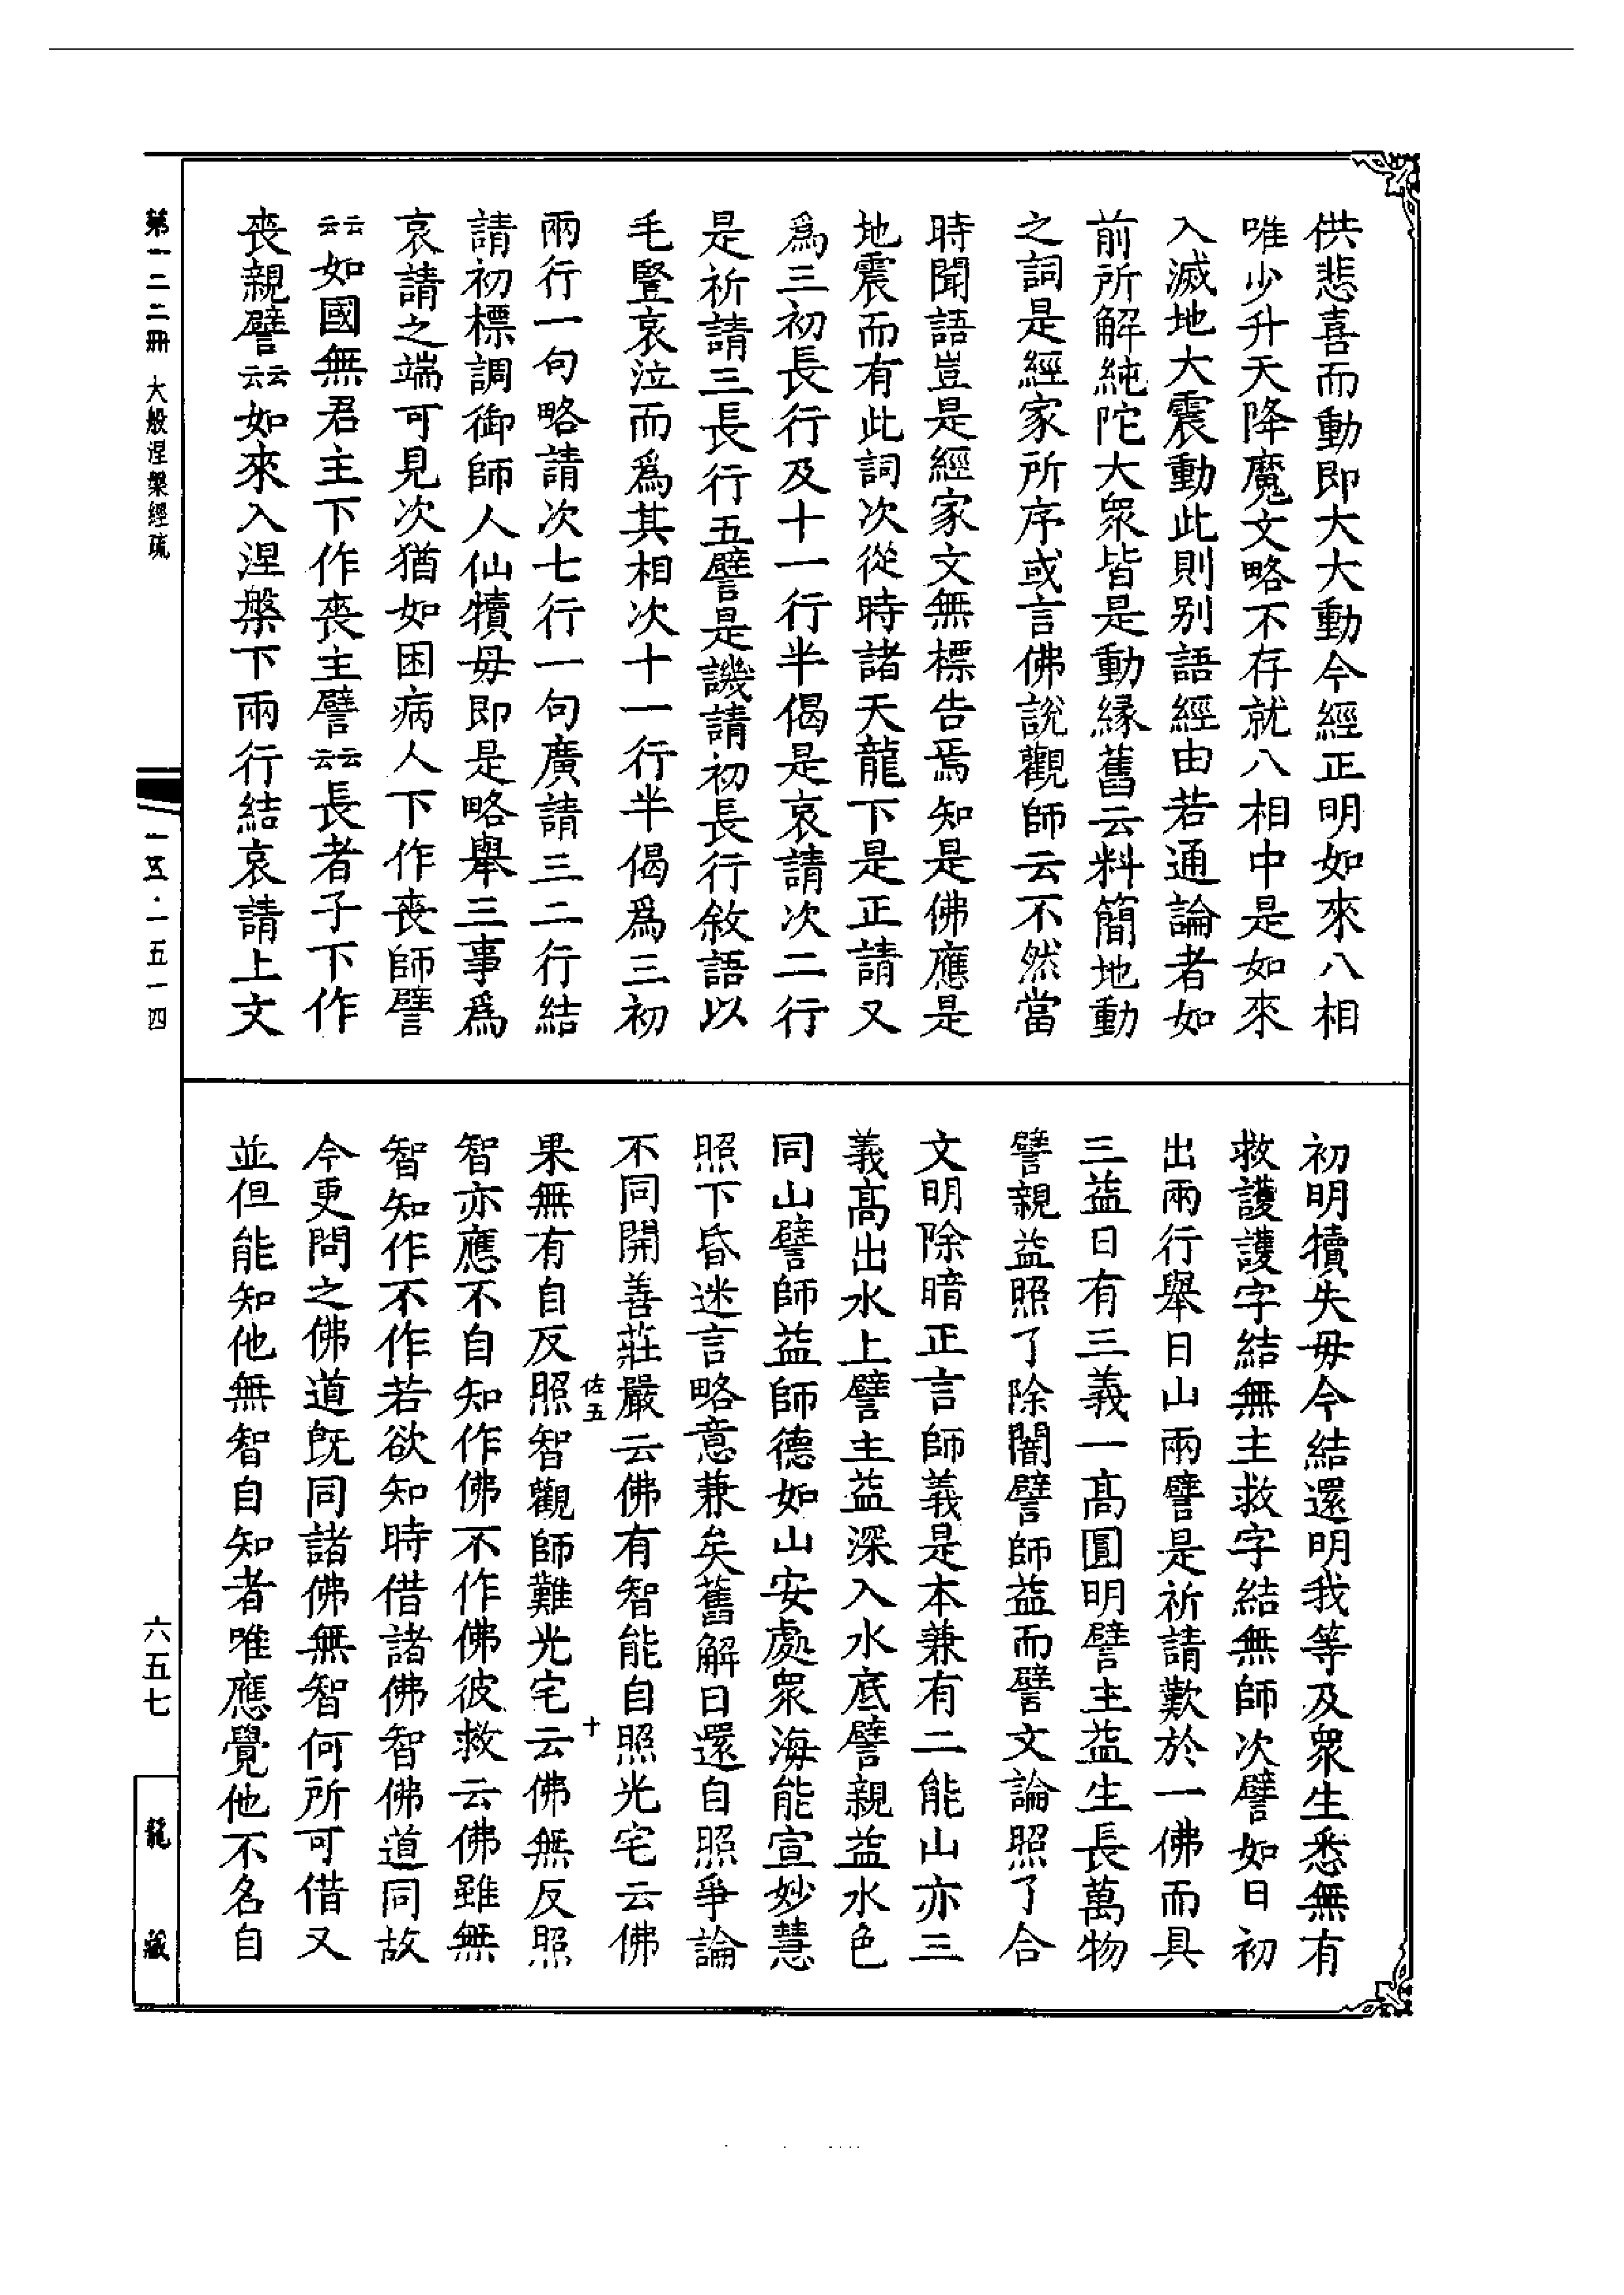 供悲喜而動即大大動今經正明如來八相
唯少升天降魔文略不存就八相中是如來
入滅地大震動此則別語經由若通論者如
前所解純陀大眾皆是動緣舊云料簡地動
之詞是經家所序或言佛說觀師云不然當
時聞語豈是經家文無標告焉知是佛應是
地震而有此詞次從時諸天龍下是正請又
爲三初長行及十一行半偈是哀請次二行
是祈請三長行五譬是譏請初長行敘語以
毛豎哀泣而爲其相次十一行半偈爲三初
兩行一句略請次七行一句廣請三二行結
請初標調御師人仙犢母即是略舉三事爲
哀請之端可見次猶如困病人下作喪師譬
云云如國無君主下作喪主譬云云長者子下作
喪親譬云云如來入涅槃下兩行結哀請上文
初明犢失母今結還明我等及眾生悉無有
救護護字結無主救字結無師次譬如日初
出兩行舉日山兩譬是祈請歎於一佛而具
三益日有三義一高圓明譬主益生長萬物
譬親益照了除闇譬師益而譬文論照了合
文明除暗正言師義是本兼有二能山亦三
義高出水上譬主益深入水底譬親益水色
同山譬師益師德如山安處眾海能宣妙慧
照下昏迷言略意兼矣舊解日還自照爭論
不同開善莊嚴云佛有智能自照光宅云佛
果無有自反照智觀師難光宅云佛無反照
佐五
十
智亦應不自知作佛不作佛彼救云佛雖無
智知作不作若欲知時借諸佛智佛道同故
今更問之佛道既同諸佛無智何所可借又
並但能知他無智自知者唯應覺他不名自
第一二二冊 大般涅槃經疏
一五·一五一四
六五七
龍藏